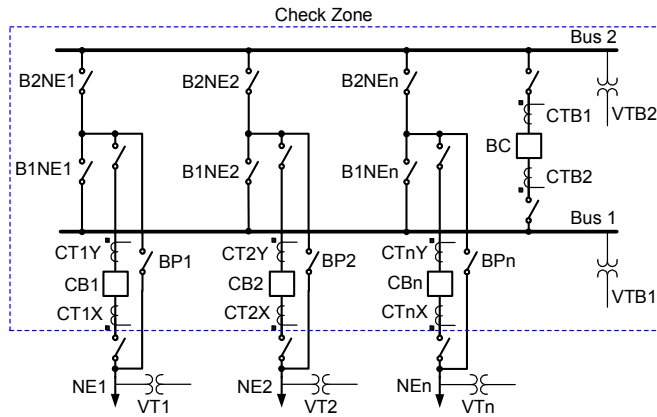 Check Zone
Bus 2
B2NE1
B2NE2
B2NEn
CTB1
VTB2
BC
B1NE1
B1NE2
B1NEn
CTB2
Bus 1
CT1Y
CT2Y
CTnY
BP1
BP2
BPn
CB1
CB2
CBn
VTB1
CT1X
CT2X
CTnX
NE1
NE2
NEn
VT1
VT2
VTn